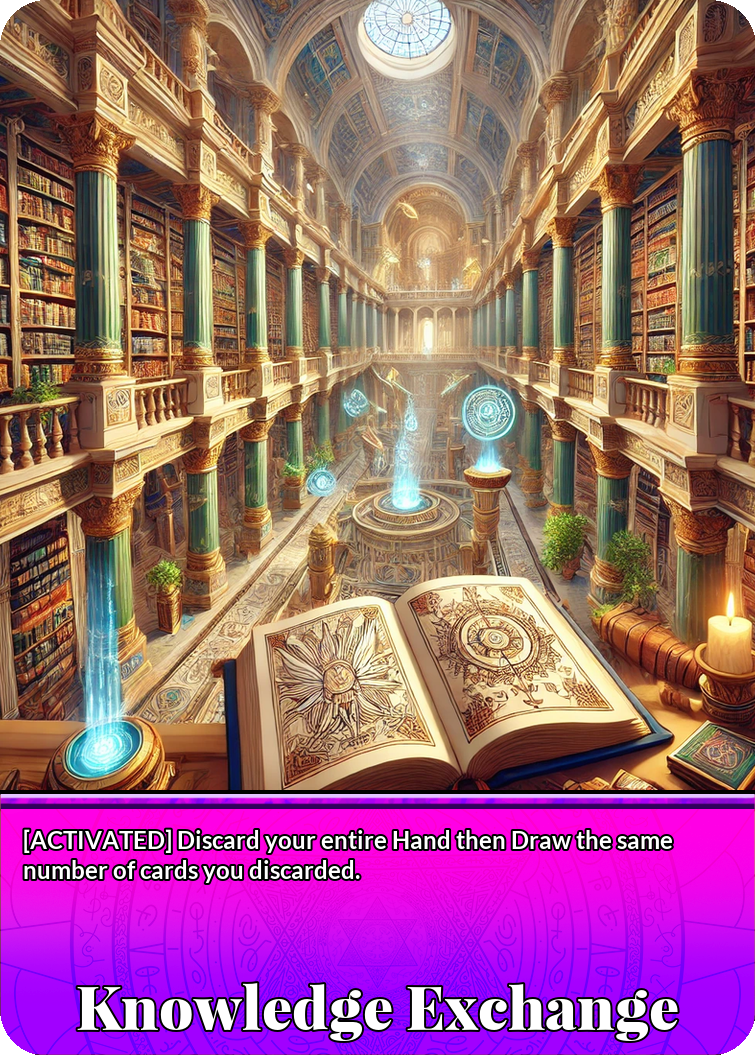 [ACTIVATED] Discard your entire Hand then Draw the same
number of cards you discarded.
Knowledge Exchange